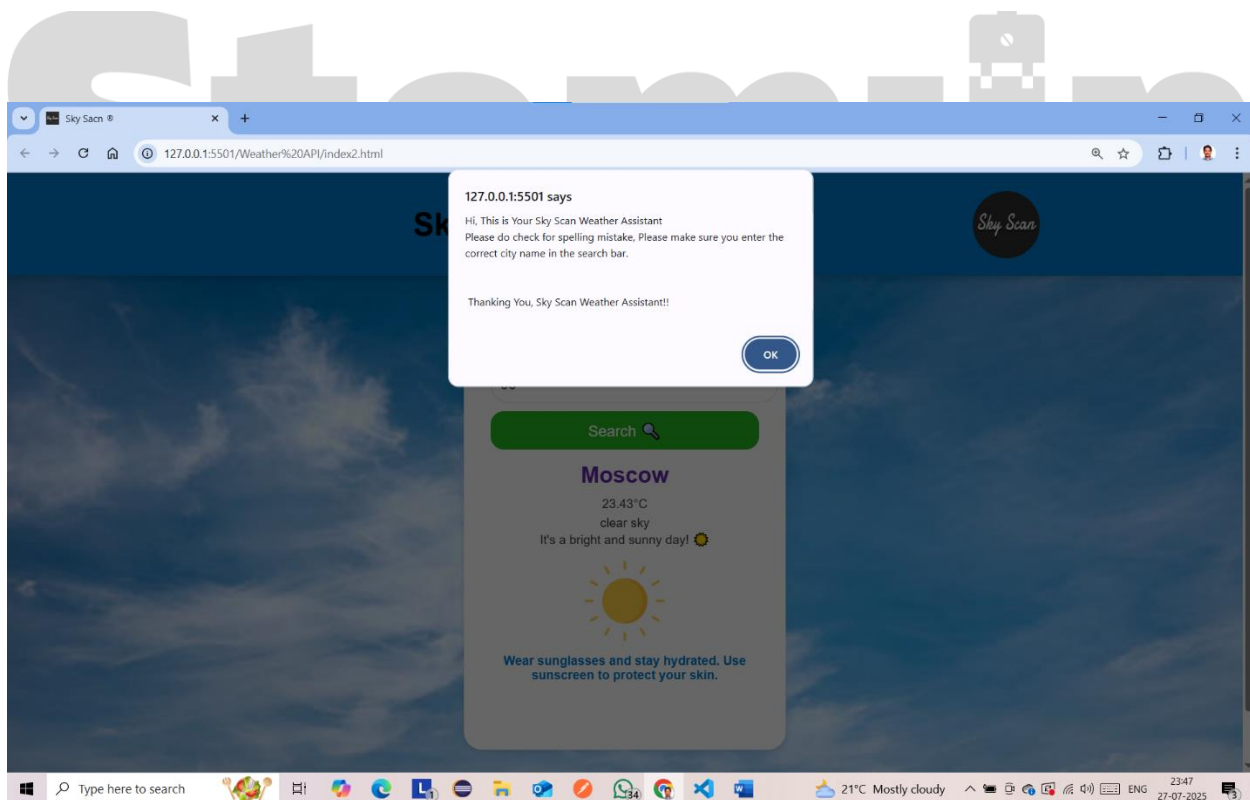 Sky Sacn ®
127.0.0.1:5501/Weather%20API/index2.html
Sk
Sky Scan
127.0.0.1:5501 says
Hi, This is Your Sky Scan Weather Assistant
Please do check for spelling mistake, Please make sure you enter the
correct city name in the search bar.
Thanking You, Sky Scan Weather Assistant!!
OK
Search
Moscow
23.43°C
clear sky
It's a bright and sunny day!
Wear sunglasses and stay hydrated. Use
sunscreen to protect your skin.
Type here to search
34
21°C Mostly cloudy
ENG
23:47
27-07-2025
3